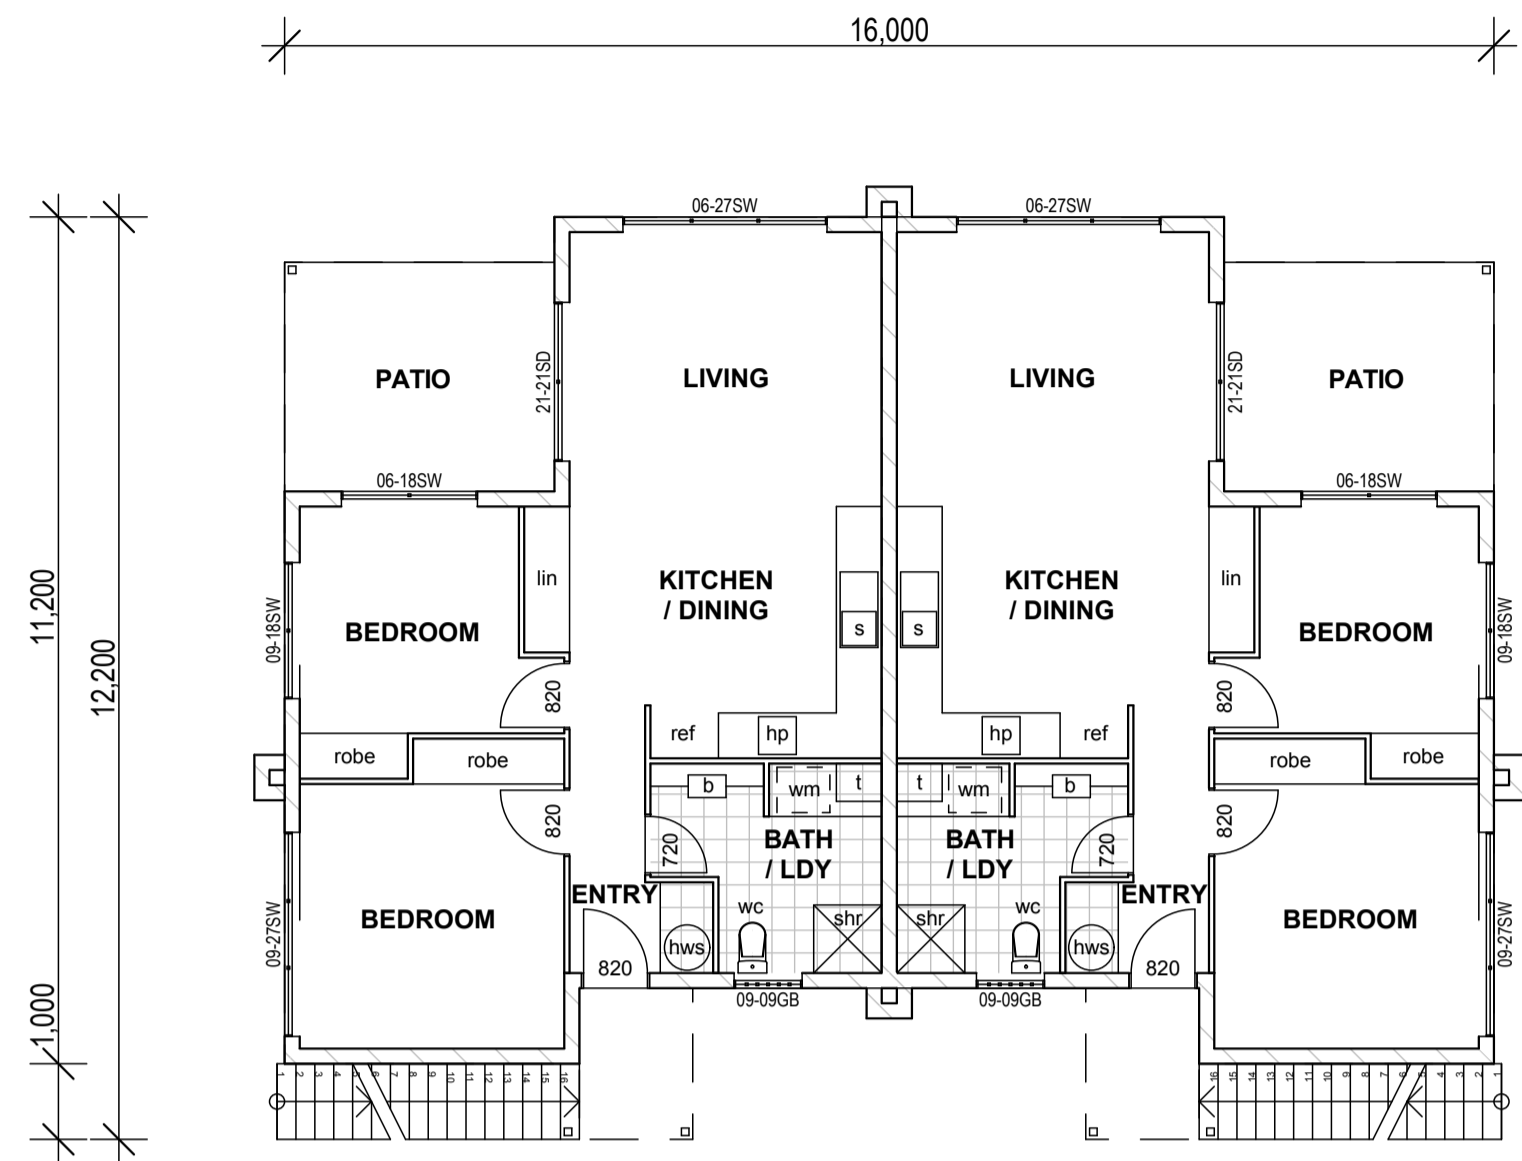 16,000
06-27SW 06-27SW
PATIO 21-21SD LIVING LIVING 21-21SD PATIO
06-18SW 06-18SW
11,200
12,200
1,000
09-18SW BEDROOM lin KITCHEN / DINING s s KITCHEN / DINING lin BEDROOM 09-18SW
820 820
ref hp hp ref
robe robe robe robe
b wm t t wm b
820 720 BATH / LDY BATH / LDY 720 820
ENTRY ENTRY
09-27SW BEDROOM wc shr shr wc BEDROOM 09-27SW
820 hws hws 820
09-09GB 09-09GB
1 2 3 4 5 6 7 8 9 10 11 12 13 14 15 16
16 15 14 13 12 11 10 9 8 7 6 5 4 3 2 1